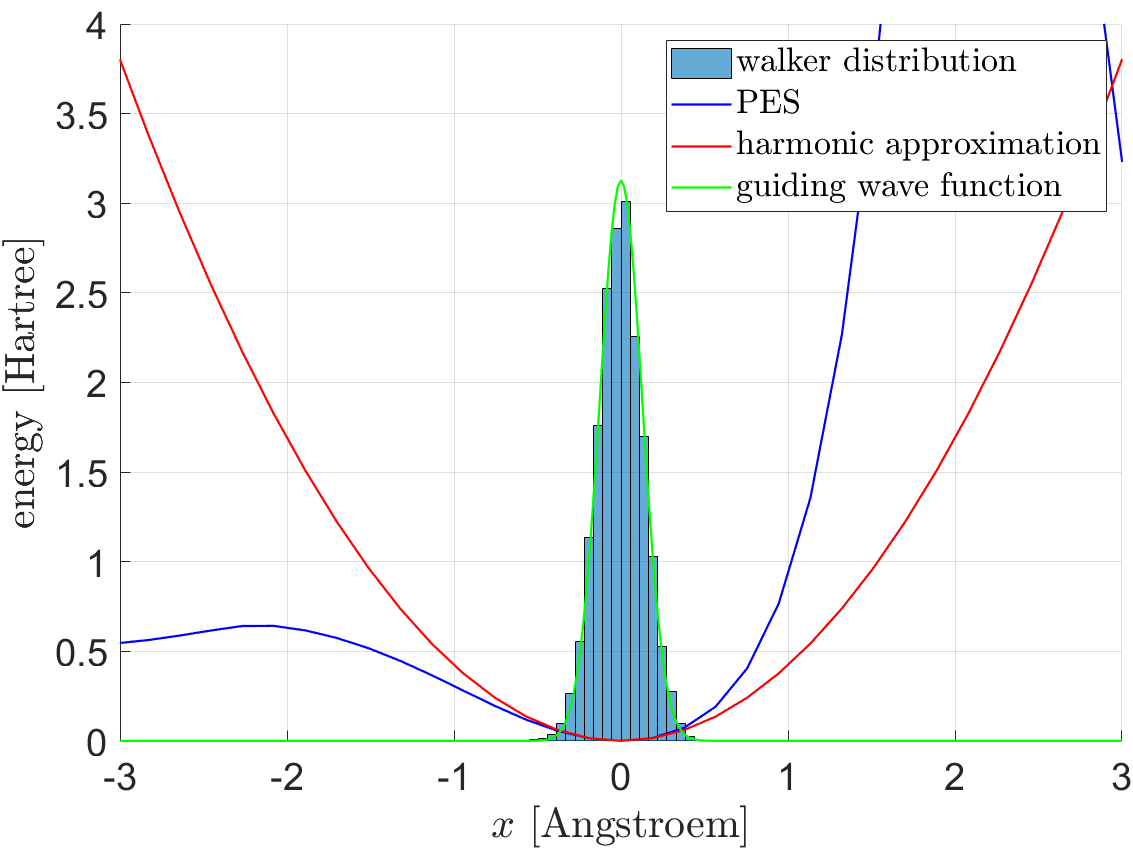 walker distribution
PES
harmonic approximation
guiding wave function
4
3.5
3
2.5
2
1.5
1
0.5
0
energy [Hartree]
-3 -2 -1 0 1 2 3
x [Angstroem]